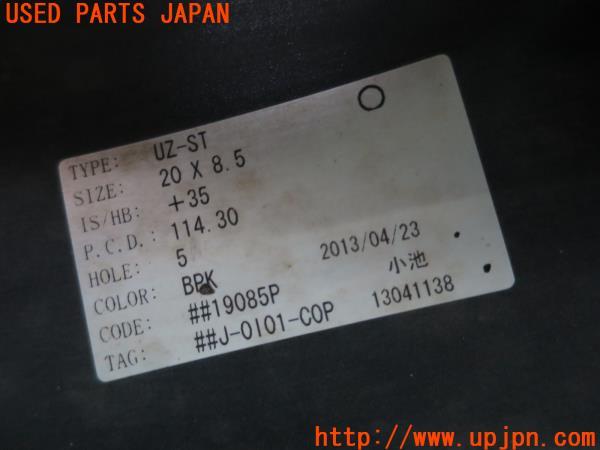 USED PARTS JAPAN
TYPE: UZ-ST
SIZE: 20 X 8.5
IS/HB: +35
P.C.D.: 114.30
HOLE: 5 2013/04/23
COLOR: BPK 小池
CODE: ##19085P 13041138
TAG: ##J-0101-COP
http://www.upjpn.com